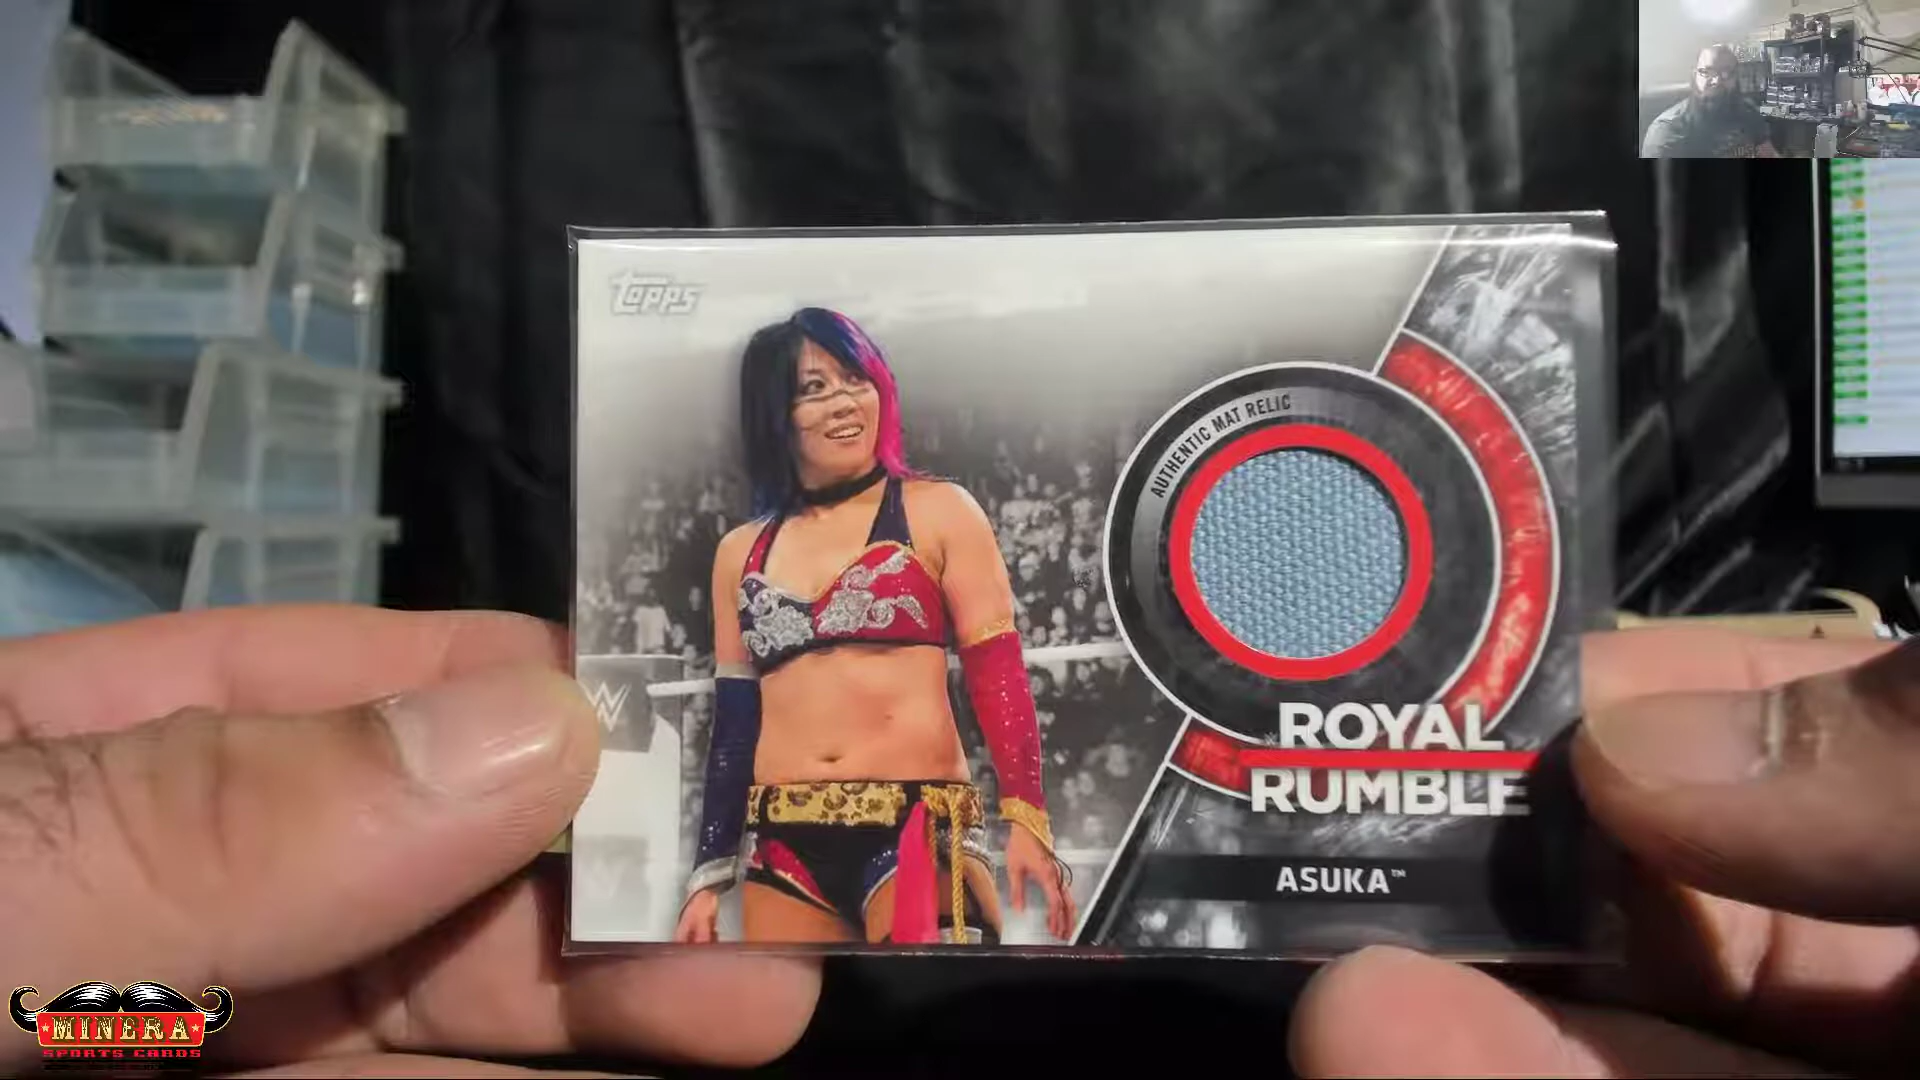 Topps
AUTHENTIC MAT RELIC
W
ROYAL
RUMBLE
ASUKA™
MINERA
SPORTS CARDS